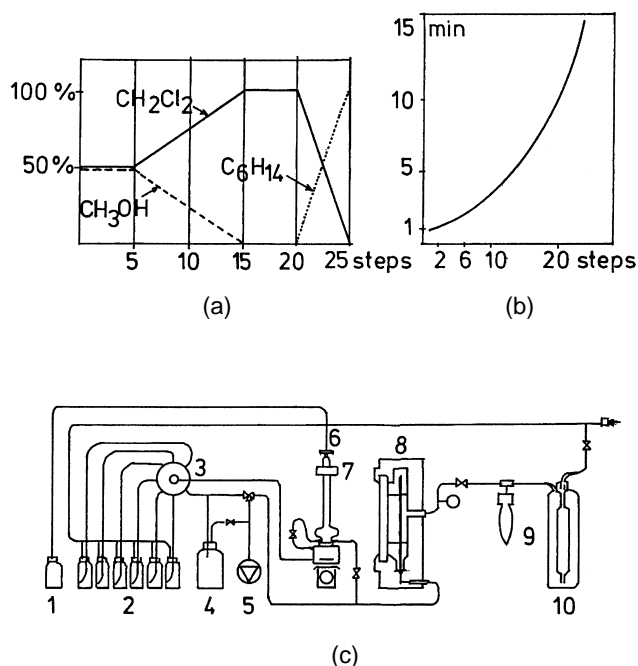 100 %
50%
CH₂Cl₂
CH₃OH
C₆H₁₄
5 10 15 20 25 steps
(a)
15 min
10
5
1
2 6 10 20 steps
(b)
1 2 3 4 5 6 7 8 9 10
(c)